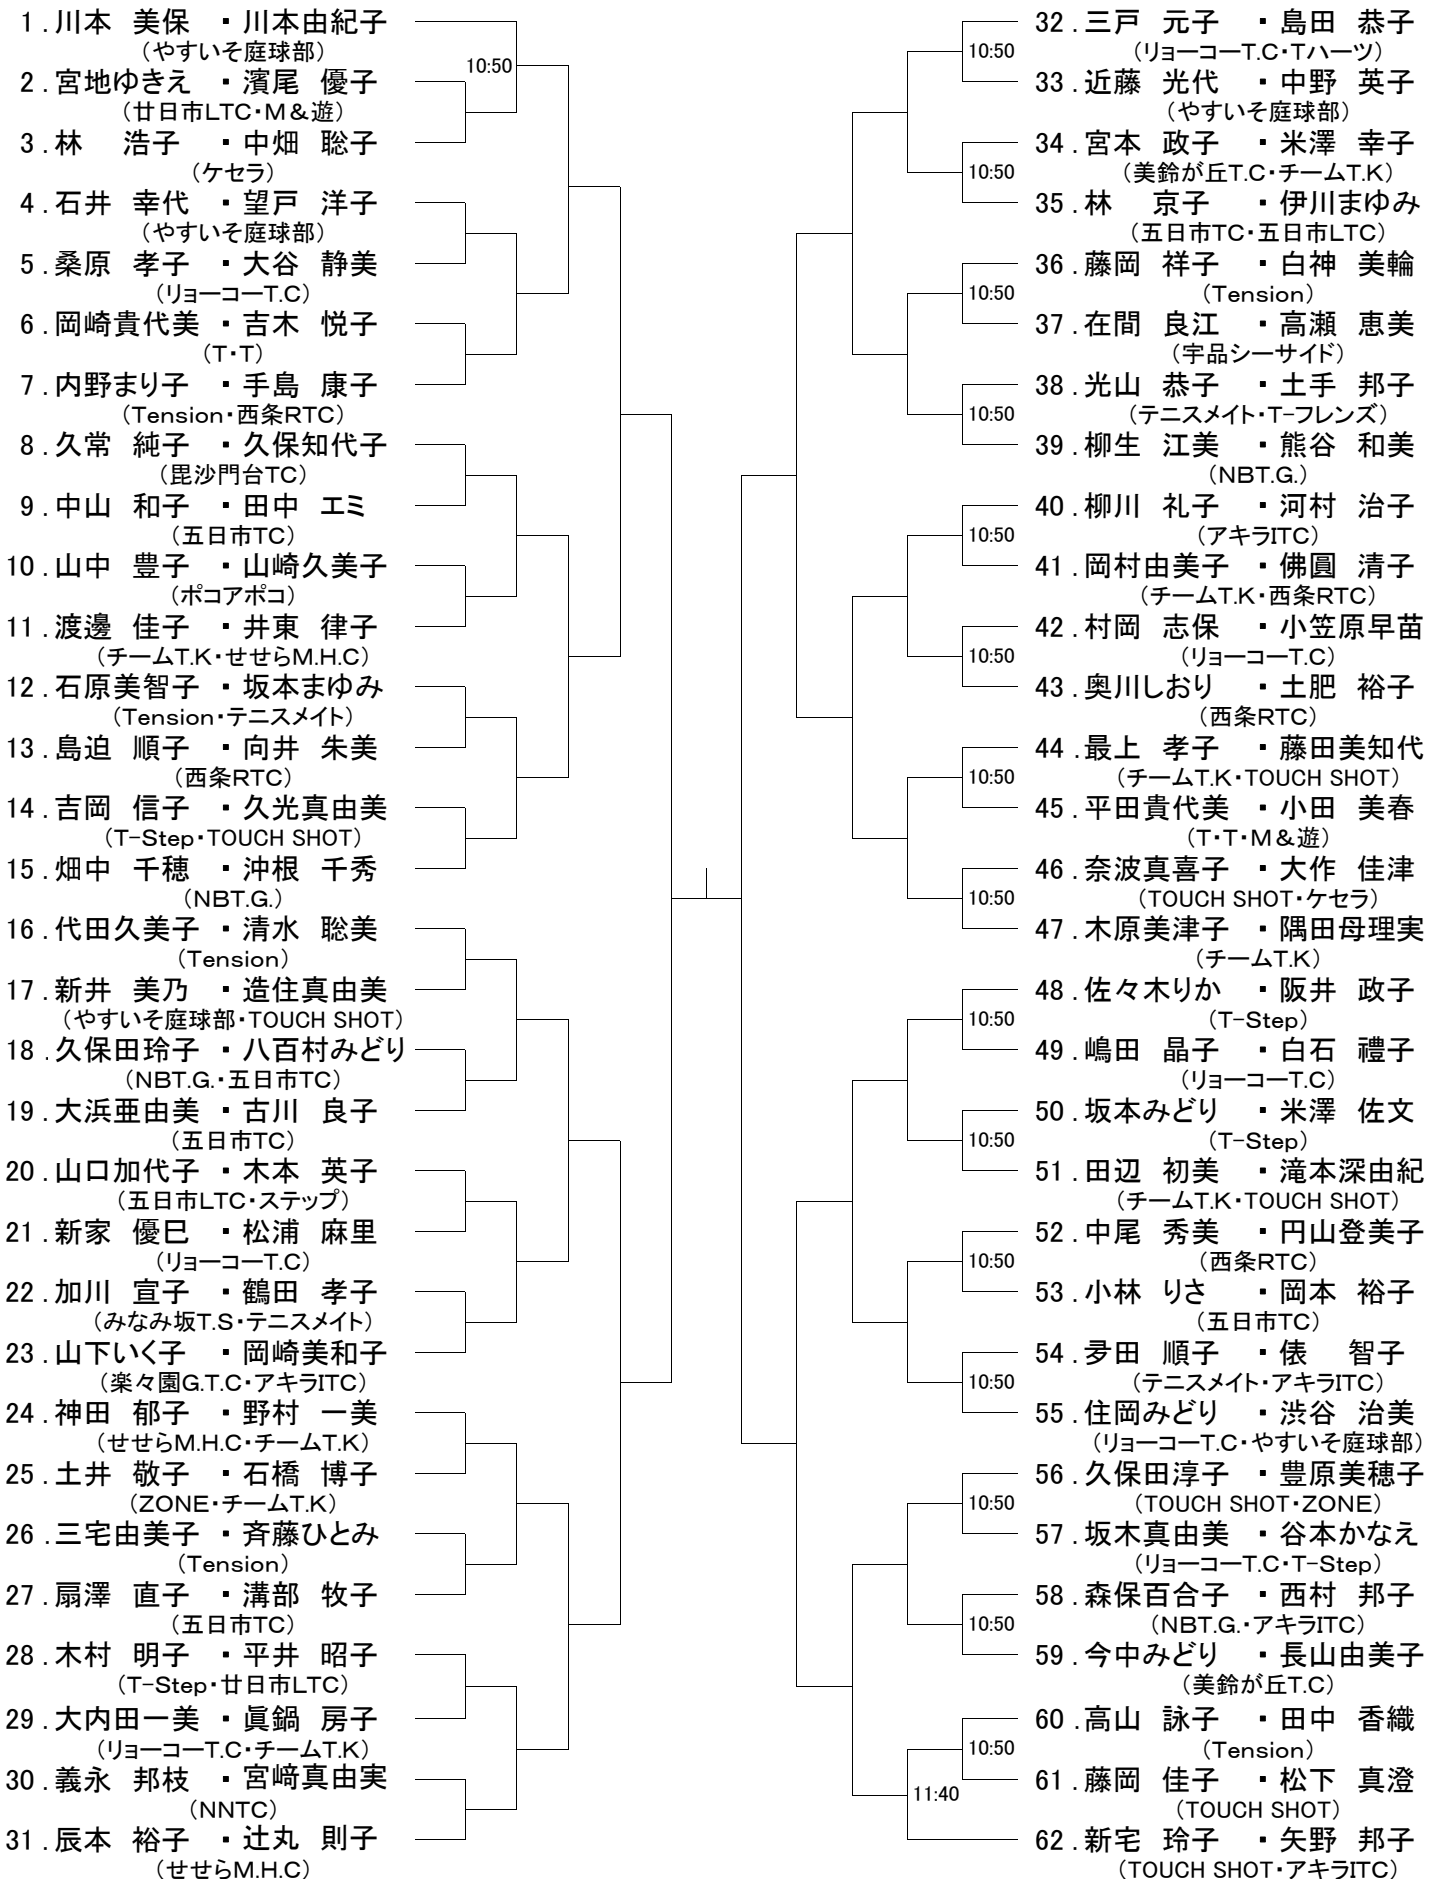 1．川本　美保　・川本由紀子
（やすいそ庭球部）
10:50
2．宮地ゆきえ　・濱尾　優子
（廿日市LTC・M＆遊）
3．林　　浩子　・中畑　聡子
（ケセラ）
4．石井　幸代　・望戸　洋子
（やすいそ庭球部）
5．桑原　孝子　・大谷　静美
（リョーコーT.C）
6．岡崎貴代美　・吉木　悦子
（T・T）
7．内野まり子　・手島　康子
（Tension・西条RTC）
8．久常　純子　・久保知代子
（毘沙門台TC）
9．中山　和子　・田中　エミ
（五日市TC）
10．山中　豊子　・山崎久美子
（ポコアポコ）
11．渡邊　佳子　・井東　律子
（チームT.K・せせらM.H.C）
12．石原美智子　・坂本まゆみ
（Tension・テニスメイト）
13．島迫　順子　・向井　朱美
（西条RTC）
14．吉岡　信子　・久光真由美
（T-Step・TOUCH SHOT）
15．畑中　千穂　・沖根　千秀
（NBT.G.）
16．代田久美子　・清水　聡美
（Tension）
17．新井　美乃　・造住真由美
（やすいそ庭球部・TOUCH SHOT）
18．久保田玲子　・八百村みどり
（NBT.G.・五日市TC）
19．大浜亜由美　・古川　良子
（五日市TC）
20．山口加代子　・木本　英子
（五日市LTC・ステップ）
21．新家　優巳　・松浦　麻里
（リョーコーT.C）
22．加川　宣子　・鶴田　孝子
（みなみ坂T.S・テニスメイト）
23．山下いく子　・岡崎美和子
（楽々園G.T.C・アキラITC）
24．神田　郁子　・野村　一美
（せせらM.H.C・チームT.K）
25．土井　敬子　・石橋　博子
（ZONE・チームT.K）
26．三宅由美子　・斉藤ひとみ
（Tension）
27．扇澤　直子　・溝部　牧子
（五日市TC）
28．木村　明子　・平井　昭子
（T-Step・廿日市LTC）
29．大内田一美　・眞鍋　房子
（リョーコーT.C・チームT.K）
30．義永　邦枝　・宮﨑真由実
（NNTC）
31．辰本　裕子　・辻丸　則子
（せせらM.H.C）
32．三戸　元子　・島田　恭子
10:50
（リョーコーT.C・Tハーツ）
33．近藤　光代　・中野　英子
（やすいそ庭球部）
34．宮本　政子　・米澤　幸子
10:50
（美鈴が丘T.C・チームT.K）
35．林　　京子　・伊川まゆみ
（五日市TC・五日市LTC）
36．藤岡　祥子　・白神　美輪
10:50
（Tension）
37．在間　良江　・高瀬　恵美
（宇品シーサイド）
38．光山　恭子　・土手　邦子
10:50
（テニスメイト・T-フレンズ）
39．柳生　江美　・熊谷　和美
（NBT.G.）
40．柳川　礼子　・河村　治子
10:50
（アキラITC）
41．岡村由美子　・佛圓　清子
（チームT.K・西条RTC）
42．村岡　志保　・小笠原早苗
10:50
（リョーコーT.C）
43．奥川しおり　・土肥　裕子
（西条RTC）
44．最上　孝子　・藤田美知代
10:50
（チームT.K・TOUCH SHOT）
45．平田貴代美　・小田　美春
（T・T・M＆遊）
46．奈波真喜子　・大作　佳津
10:50
（TOUCH SHOT・ケセラ）
47．木原美津子　・隅田母理実
（チームT.K）
48．佐々木りか　・阪井　政子
10:50
（T-Step）
49．嶋田　晶子　・白石　禮子
（リョーコーT.C）
50．坂本みどり　・米澤　佐文
10:50
（T-Step）
51．田辺　初美　・滝本深由紀
（チームT.K・TOUCH SHOT）
52．中尾　秀美　・円山登美子
10:50
（西条RTC）
53．小林　りさ　・岡本　裕子
（五日市TC）
54．夛田　順子　・俵　　智子
10:50
（テニスメイト・アキラITC）
55．住岡みどり　・渋谷　治美
（リョーコーT.C・やすいそ庭球部）
56．久保田淳子　・豊原美穂子
10:50
（TOUCH SHOT・ZONE）
57．坂木真由美　・谷本かなえ
（リョーコーT.C・T-Step）
58．森保百合子　・西村　邦子
10:50
（NBT.G.・アキラITC）
59．今中みどり　・長山由美子
（美鈴が丘T.C）
60．高山　詠子　・田中　香織
10:50
（Tension）
61．藤岡　佳子　・松下　真澄
11:40
（TOUCH SHOT）
62．新宅　玲子　・矢野　邦子
（TOUCH SHOT・アキラITC）